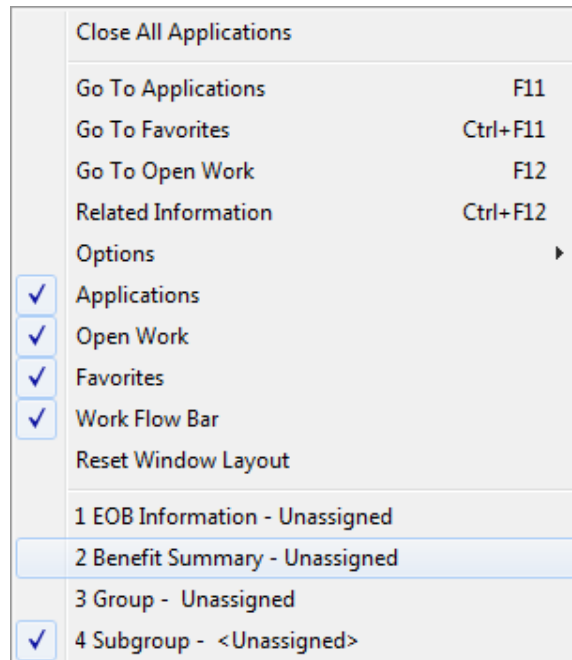 Close All Applications
Go To Applications F11
Go To Favorites Ctrl+F11
Go To Open Work F12
Related Information Ctrl+F12
Options
Applications
Open Work
Favorites
Work Flow Bar
Reset Window Layout
1 EOB Information - Unassigned
2 Benefit Summary - Unassigned
3 Group -  Unassigned
4 Subgroup -  <Unassigned>